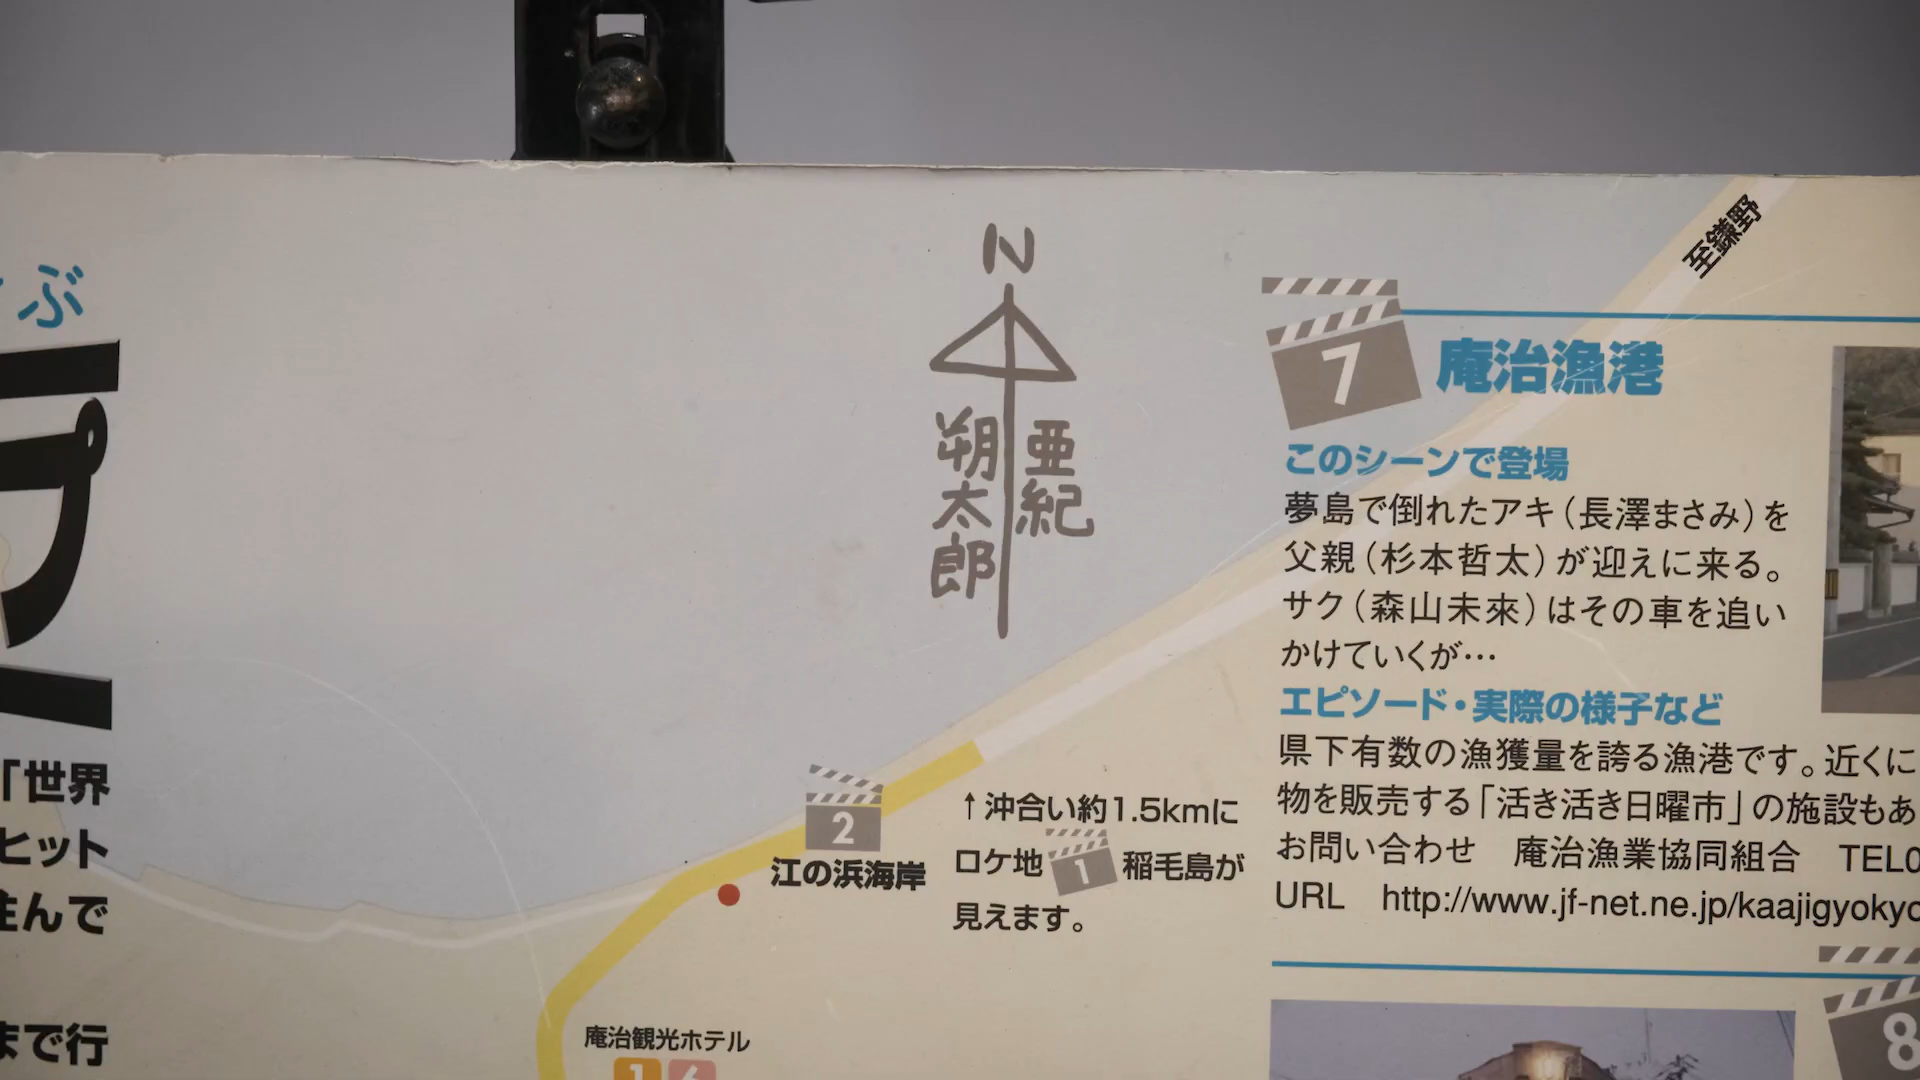 ぶ
「世界
ヒット
住んで
まで行
N
朔太郎
亜紀
至鎌野
7
庵治漁港
このシーンで登場
夢島で倒れたアキ（長澤まさみ）を
父親（杉本哲太）が迎えに来る。
サク（森山未來）はその車を追い
かけていくが…
エピソード・実際の様子など
県下有数の漁獲量を誇る漁港です。近くに
物を販売する「活き活き日曜市」の施設もあ
お問い合わせ　庵治漁業協同組合　TEL0
URL　http://www.jf-net.ne.jp/kaajigyokyo
2
江の浜海岸
↑沖合い約1.5kmに
ロケ地 1 稲毛島が
見えます。
庵治観光ホテル
1 6
8